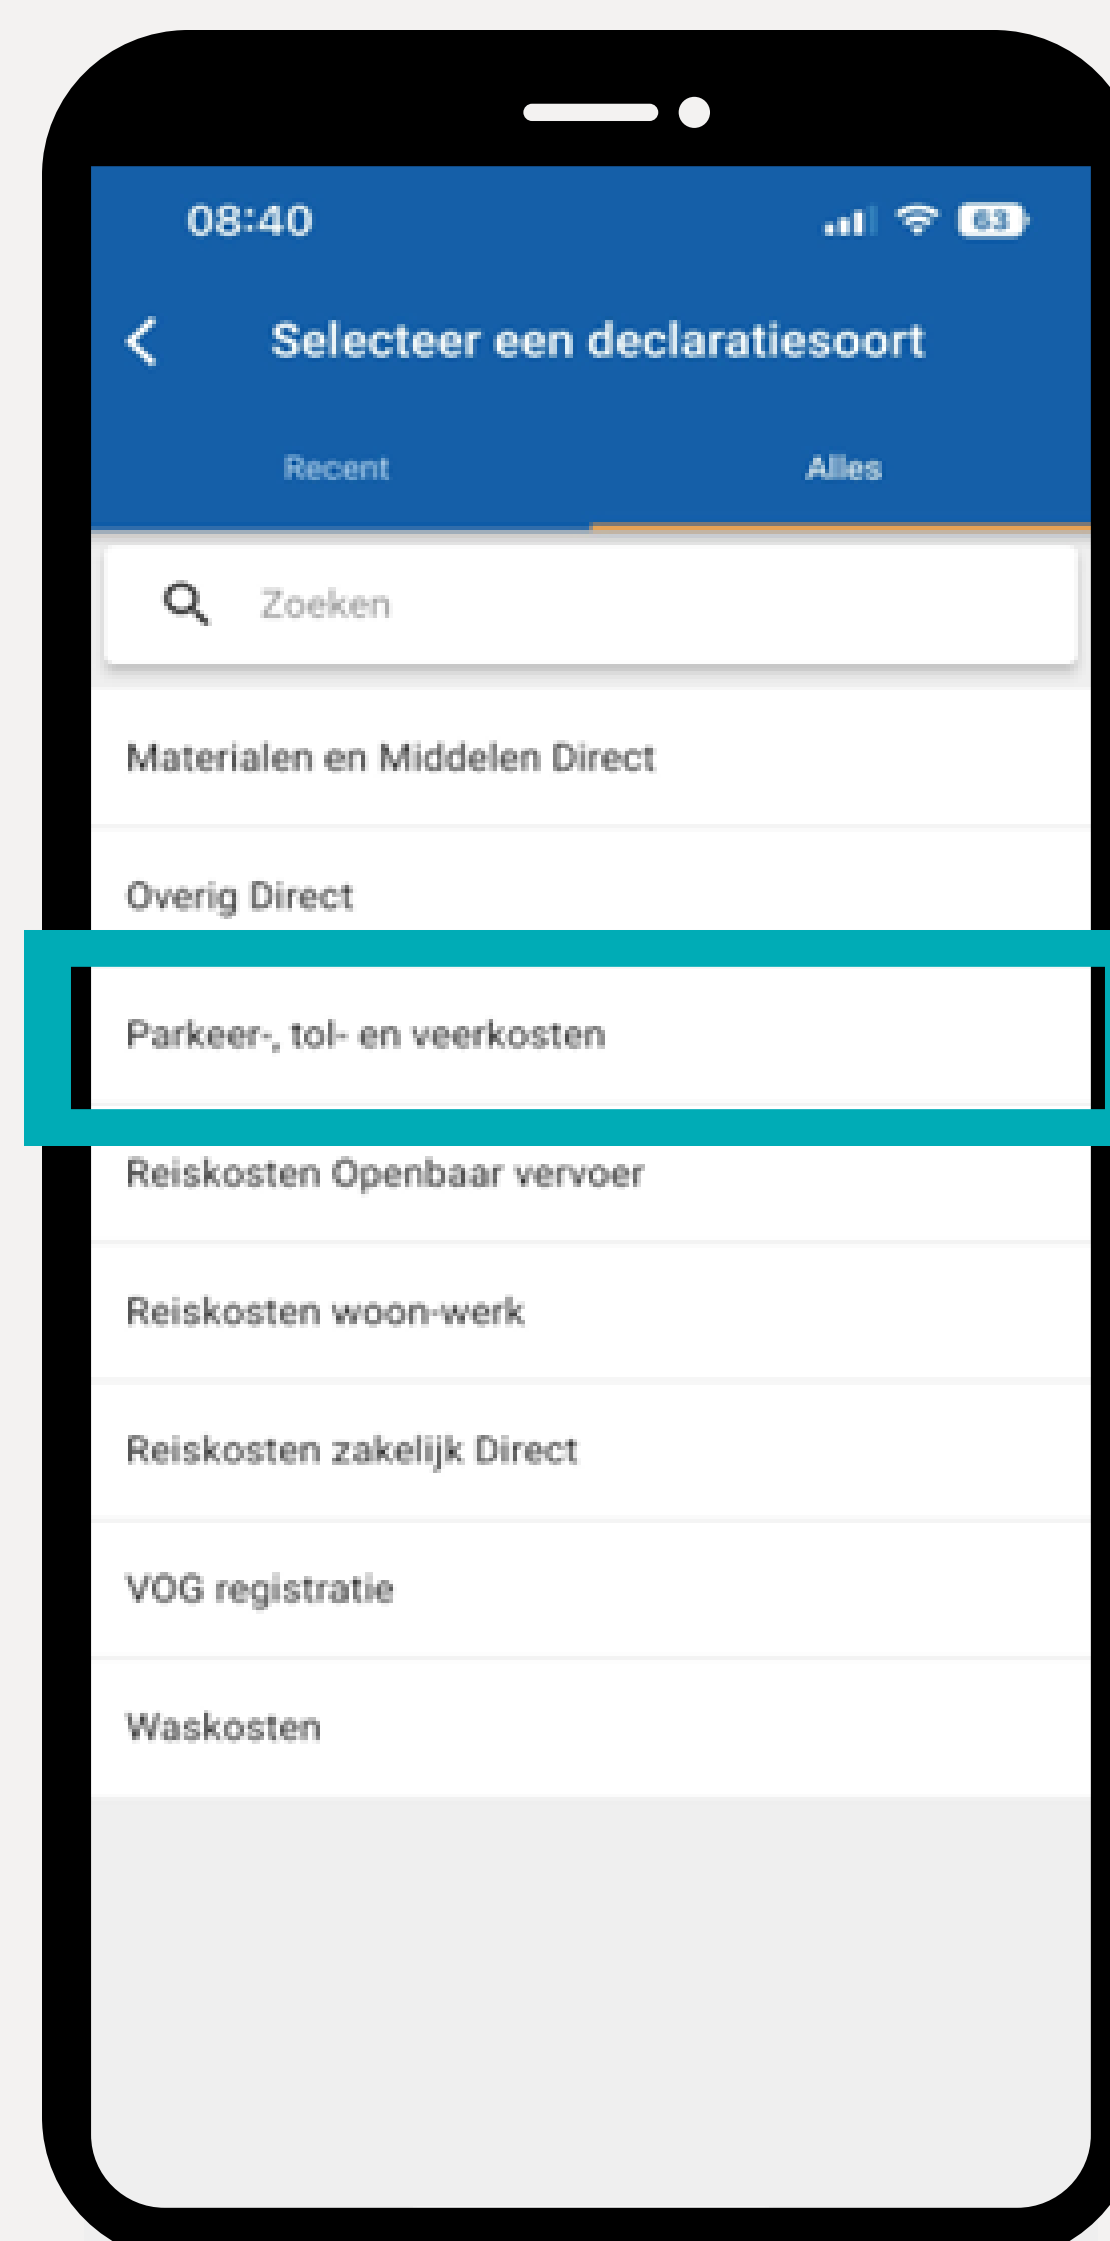 08:40
63
Selecteer een declaratiesoort
Recent
Alles
Zoeken
Materialen en Middelen Direct
Overig Direct
Parkeer-, tol- en veerkosten
Reiskosten Openbaar vervoer
Reiskosten woon-werk
Reiskosten zakelijk Direct
VOG registratie
Waskosten